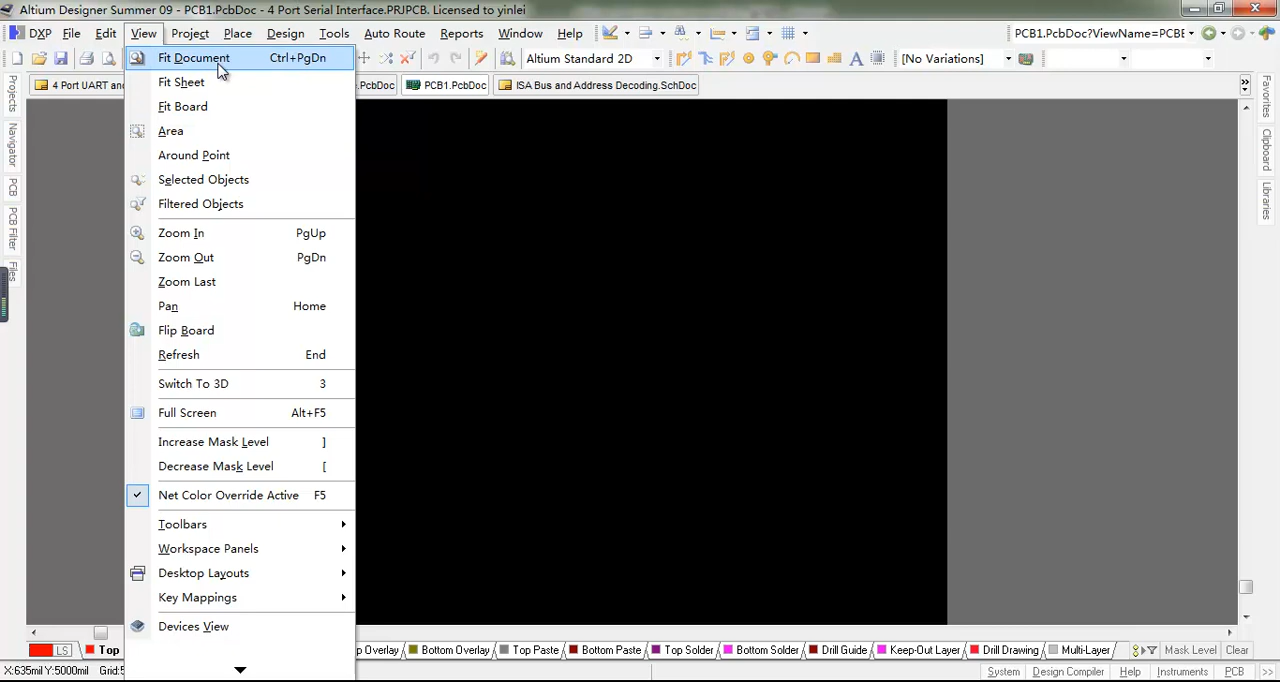 Altium Designer Summer 09 - PCB1.PcbDoc - 4 Port Serial Interface.PRJPCB. Licensed to yinlei
DXP File Edit View Project Place Design Tools Auto Route Reports Window Help PCB1.PcbDoc?ViewName=PCBE
Altium Standard 2D A [No Variations]
4 Port UART and .PcbDoc PCB1.PcbDoc ISA Bus and Address Decoding.SchDoc
Fit Document Ctrl+PgDn
Fit Sheet
Fit Board
Area
Around Point
Selected Objects
Filtered Objects
Zoom In PgUp
Zoom Out PgDn
Zoom Last
Pan Home
Flip Board
Refresh End
Switch To 3D 3
Full Screen Alt+F5
Increase Mask Level ]
Decrease Mask Level [
Net Color Override Active F5
Toolbars
Workspace Panels
Desktop Layouts
Key Mappings
Devices View
Projects
Navigator
PCB
PCB Filter
Files
Favorites
Clipboard
Libraries
LS Top p Overlay Bottom Overlay Top Paste Bottom Paste Top Solder Bottom Solder Drill Guide Keep-Out Layer Drill Drawing Multi-Layer Mask Level Clear
X:635mil Y:5000mil Grid:5 System Design Compiler Help Instruments PCB >>